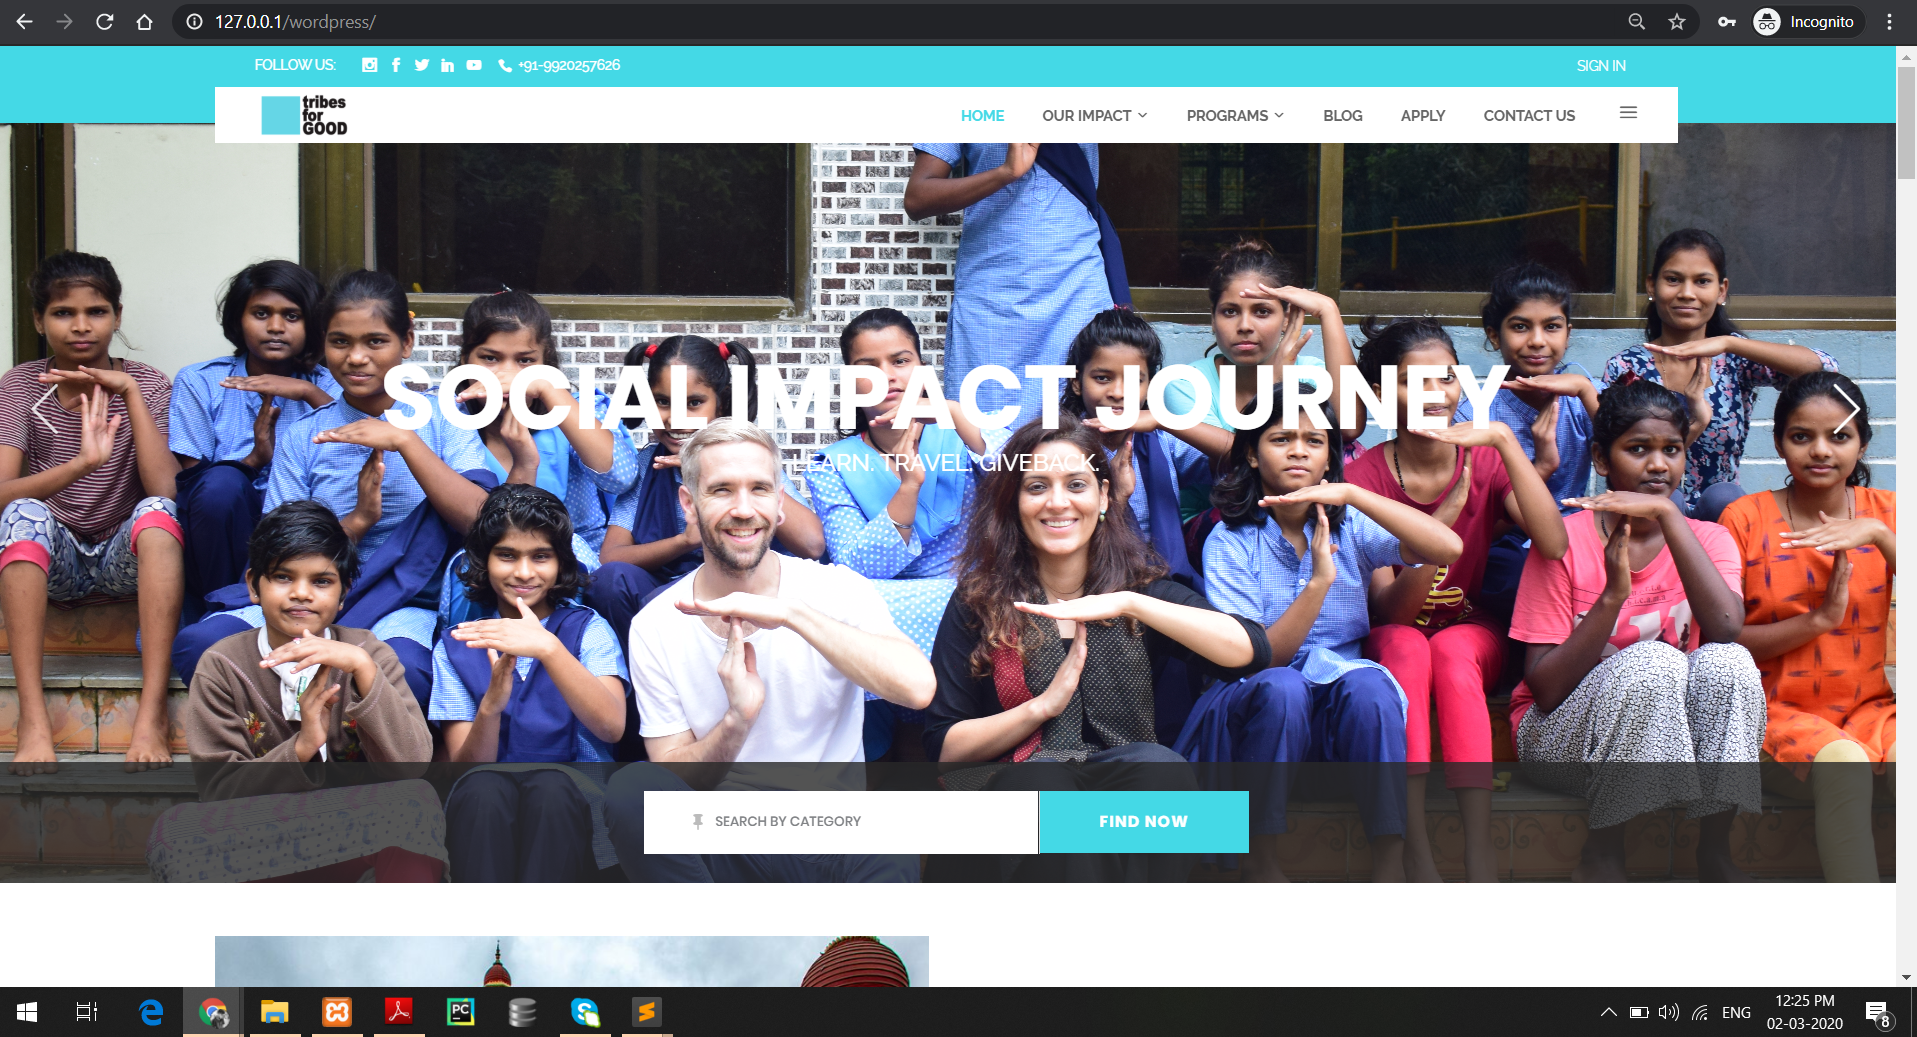 127.0.0.1/wordpress/
Incognito
FOLLOW US:
+91-9920257626
SIGN IN
tribes
for
GOOD
HOME
OUR IMPACT
PROGRAMS
BLOG
APPLY
CONTACT US
SOCIAL IMPACT JOURNEY
LEARN. TRAVEL. GIVEBACK.
SEARCH BY CATEGORY
FIND NOW
PC
ENG
12:25 PM
02-03-2020
8